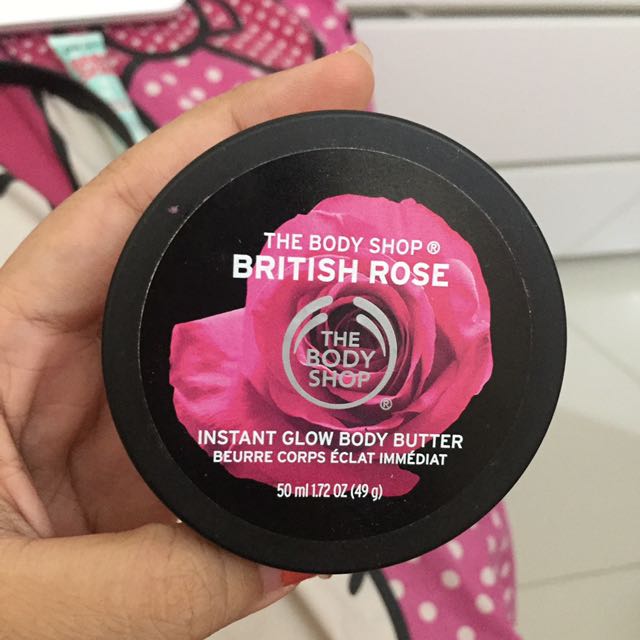 THE BODY SHOP®
BRITISH ROSE
THE
BODY
SHOP®
INSTANT GLOW BODY BUTTER
BEURRE CORPS ÉCLAT IMMÉDIAT
50 ml 1.72 OZ (49 g)